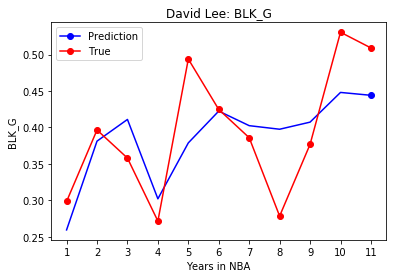 David Lee: BLK_G
Prediction
True
0.50
0.45
0.40
0.35
0.30
0.25
BLK_G
1 2 3 4 5 6 7 8 9 10 11
Years in NBA